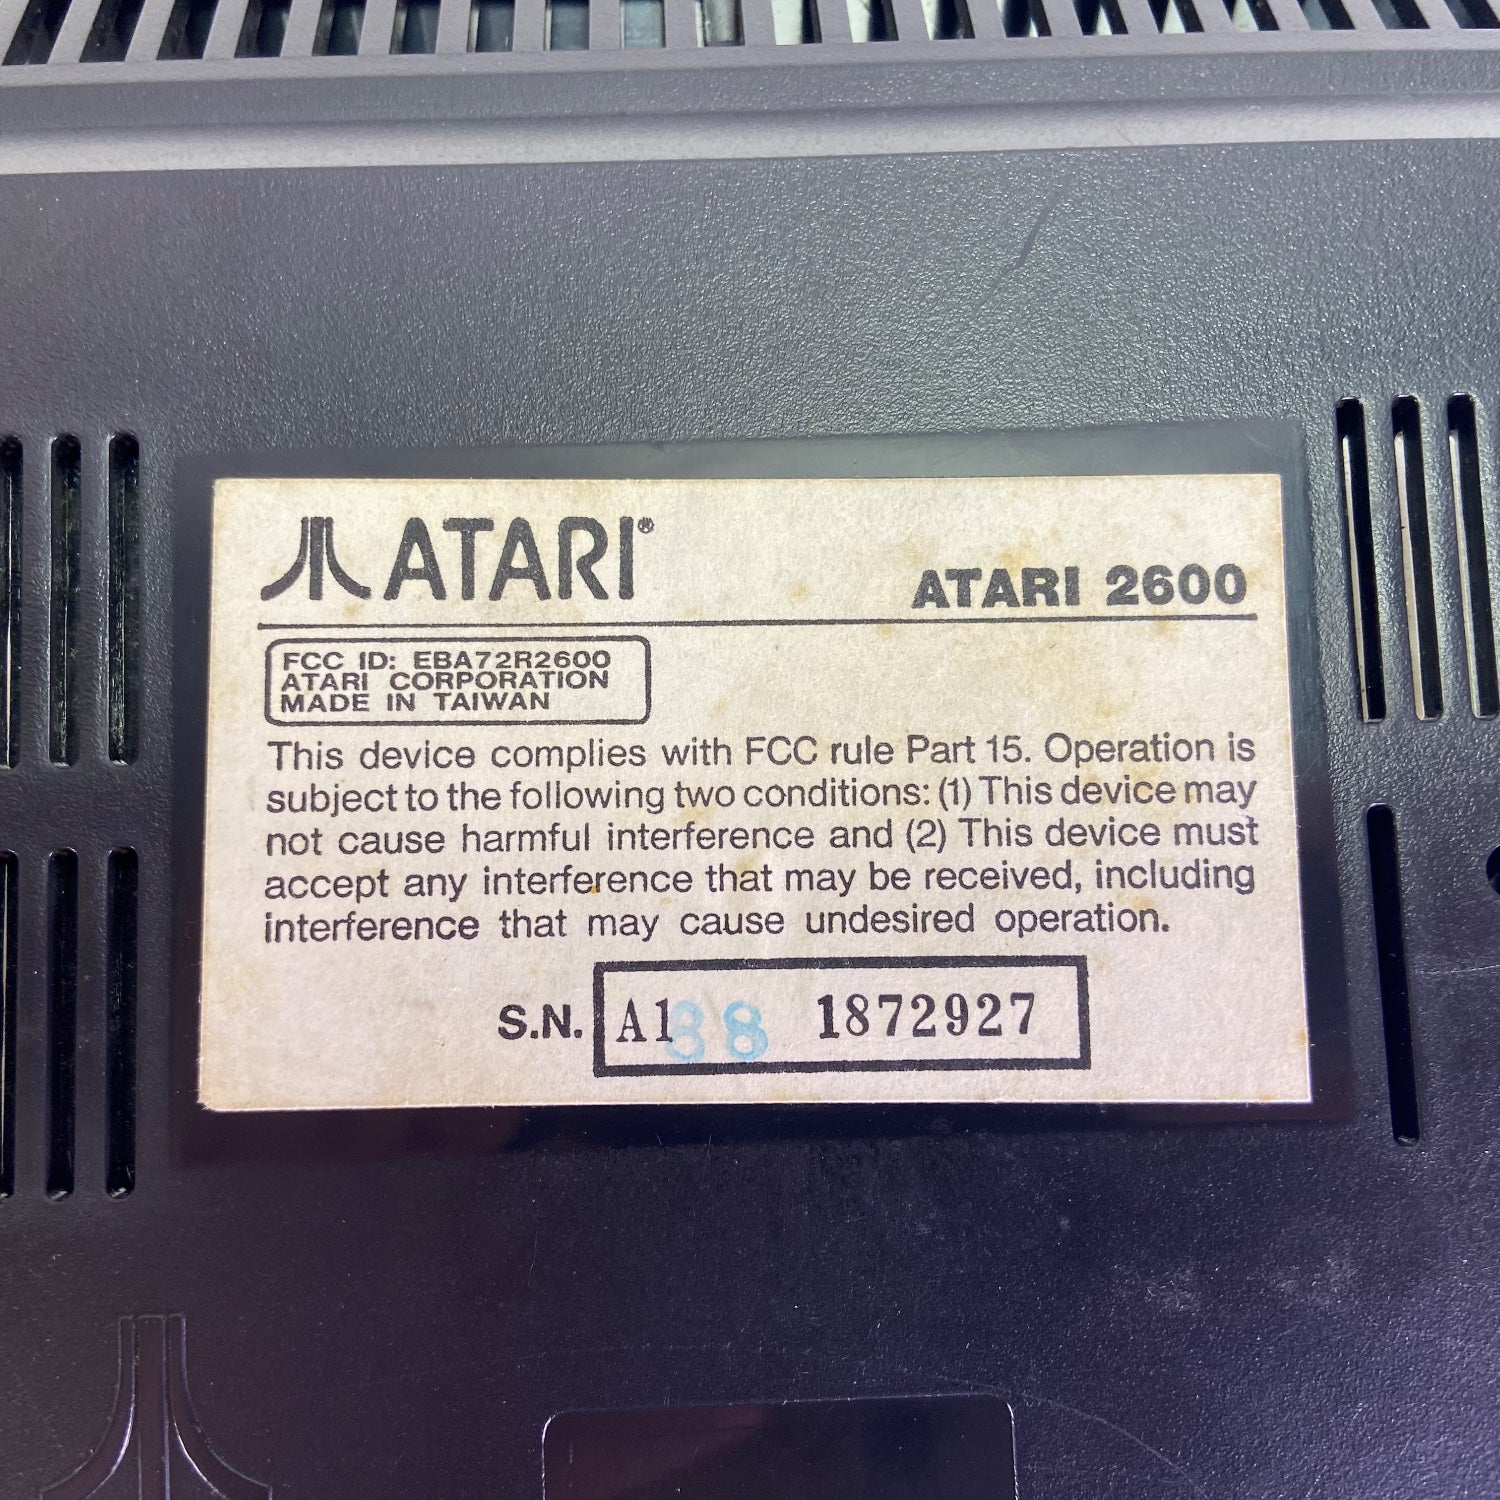 ATARI®
ATARI 2600
FCC ID: EBA72R2600
ATARI CORPORATION
MADE IN TAIWAN
This device complies with FCC rule Part 15. Operation is
subject to the following two conditions: (1) This device may
not cause harmful interference and (2) This device must
accept any interference that may be received, including
interference that may cause undesired operation.
S.N. A1 88 1872927